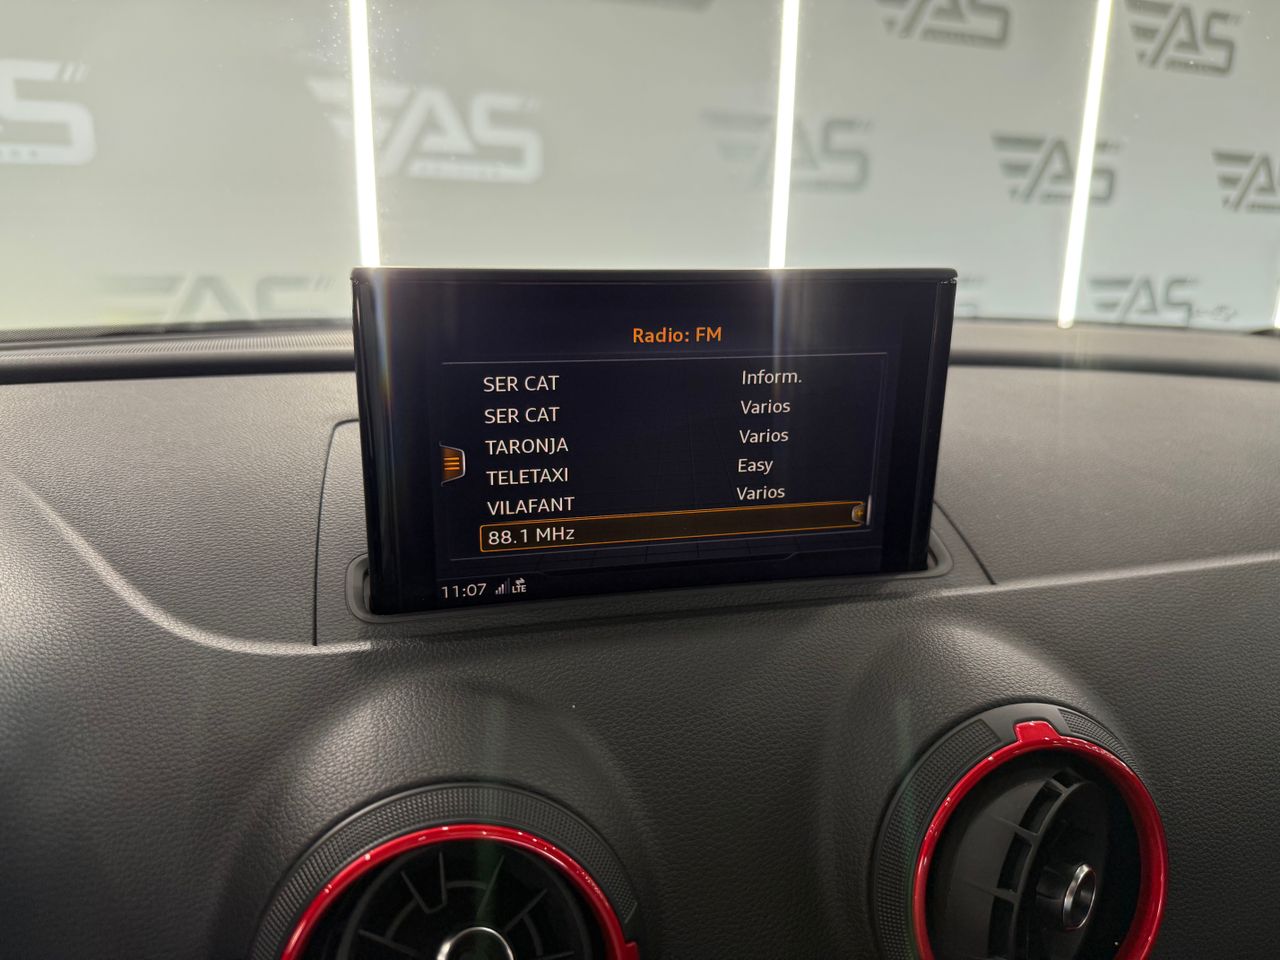 AS
AS
AS
AS
AS
AS
AS
AS
Radio: FM
SER CAT Inform.
SER CAT Varios
TARONJA Varios
TELETAXI Easy
VILAFANT Varios
88.1 MHz
11:07 LTE